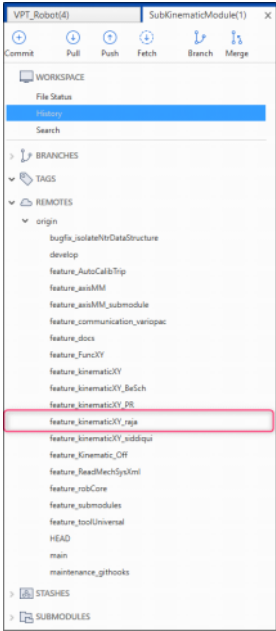 VPT_Robot(4) SubKinematicModule(1) ×
Commit Pull Push Fetch Branch Merge
WORKSPACE
File Status
History
Search
BRANCHES
TAGS
REMOTES
origin
bugfix_isolateNtrDataStructure
develop
feature_AutoCalibTrip
feature_axisMM
feature_axisMM_submodule
feature_communication_variopac
feature_docs
feature_FuncXY
feature_kinematicXY
feature_kinematicXY_BeSch
feature_kinematicXY_PR
feature_kinematicXY_raja
feature_kinematicXY_siddiqui
feature_Kinematic_Off
feature_ReadMechSysXml
feature_robCore
feature_submodules
feature_toolUniversal
HEAD
main
maintenance_githooks
STASHES
SUBMODULES